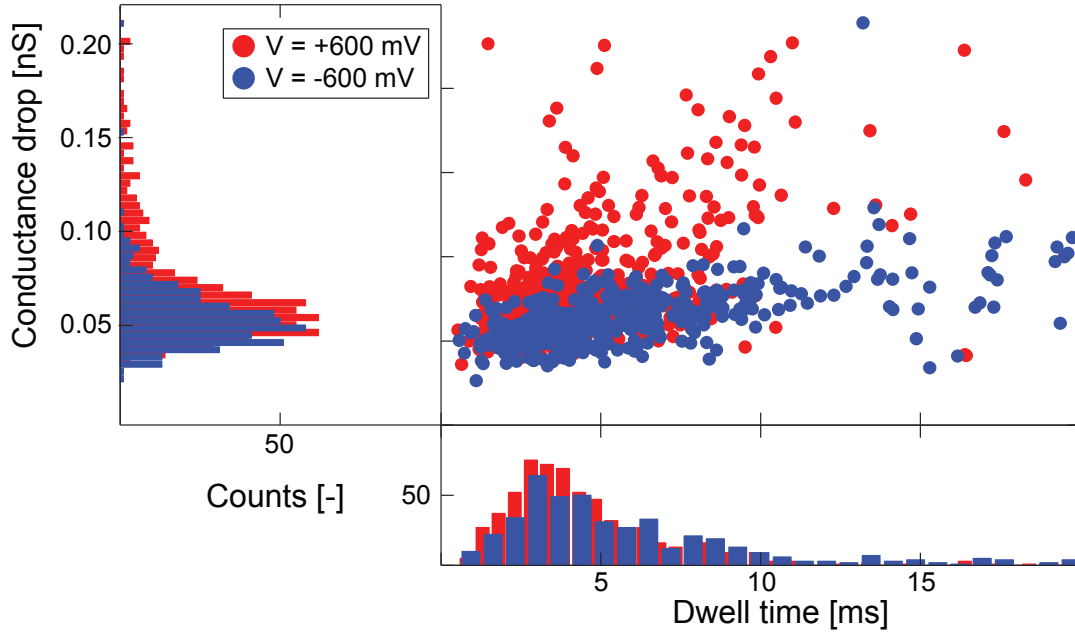 Conductance drop [nS]
0.20
0.15
0.10
0.05
V = +600 mV
V = -600 mV
50
Counts [-]
50
5
10
15
Dwell time [ms]